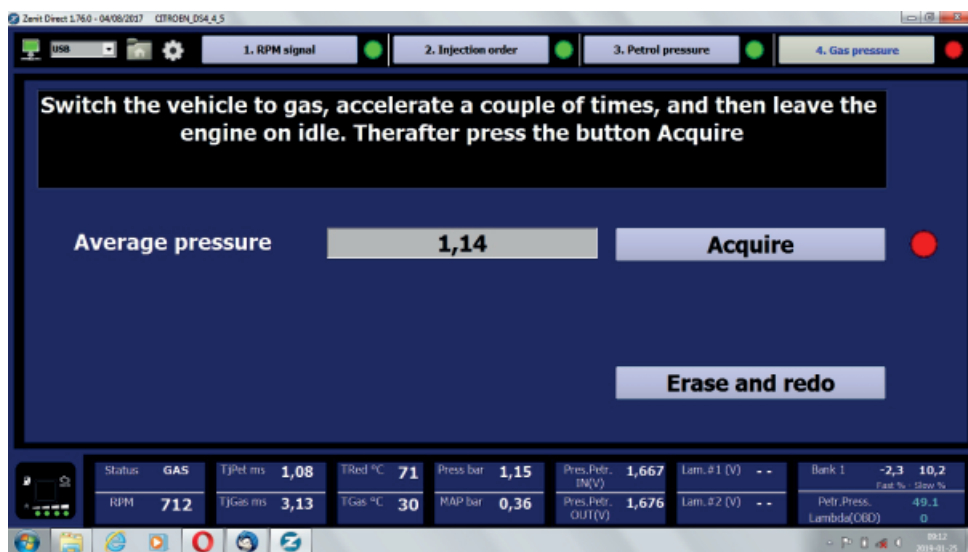 Zenit Direct 1.76.0 - 04/08/2017 CITROEN_DS4_4_5
USB 1. RPM signal 2. Injection order 3. Petrol pressure 4. Gas pressure
Switch the vehicle to gas, accelerate a couple of times, and then leave the
engine on idle. Therafter press the button Acquire
Average pressure 1,14 Acquire
Erase and redo
Status GAS TjPet ms 1,08 TRed °C 71 Press bar 1,15 Pres.Petr. IN(V) 1,667 Lam.#1 (V) - - Bank 1 -2,3 10,2
Fast % - Slow %
RPM 712 TjGas ms 3,13 TGas °C 30 MAP bar 0,36 Pres.Petr. OUT(V) 1,676 Lam.#2 (V) - - Petr.Press. 49.1
Lambda(OBD) 0
08:12
2019-01-25